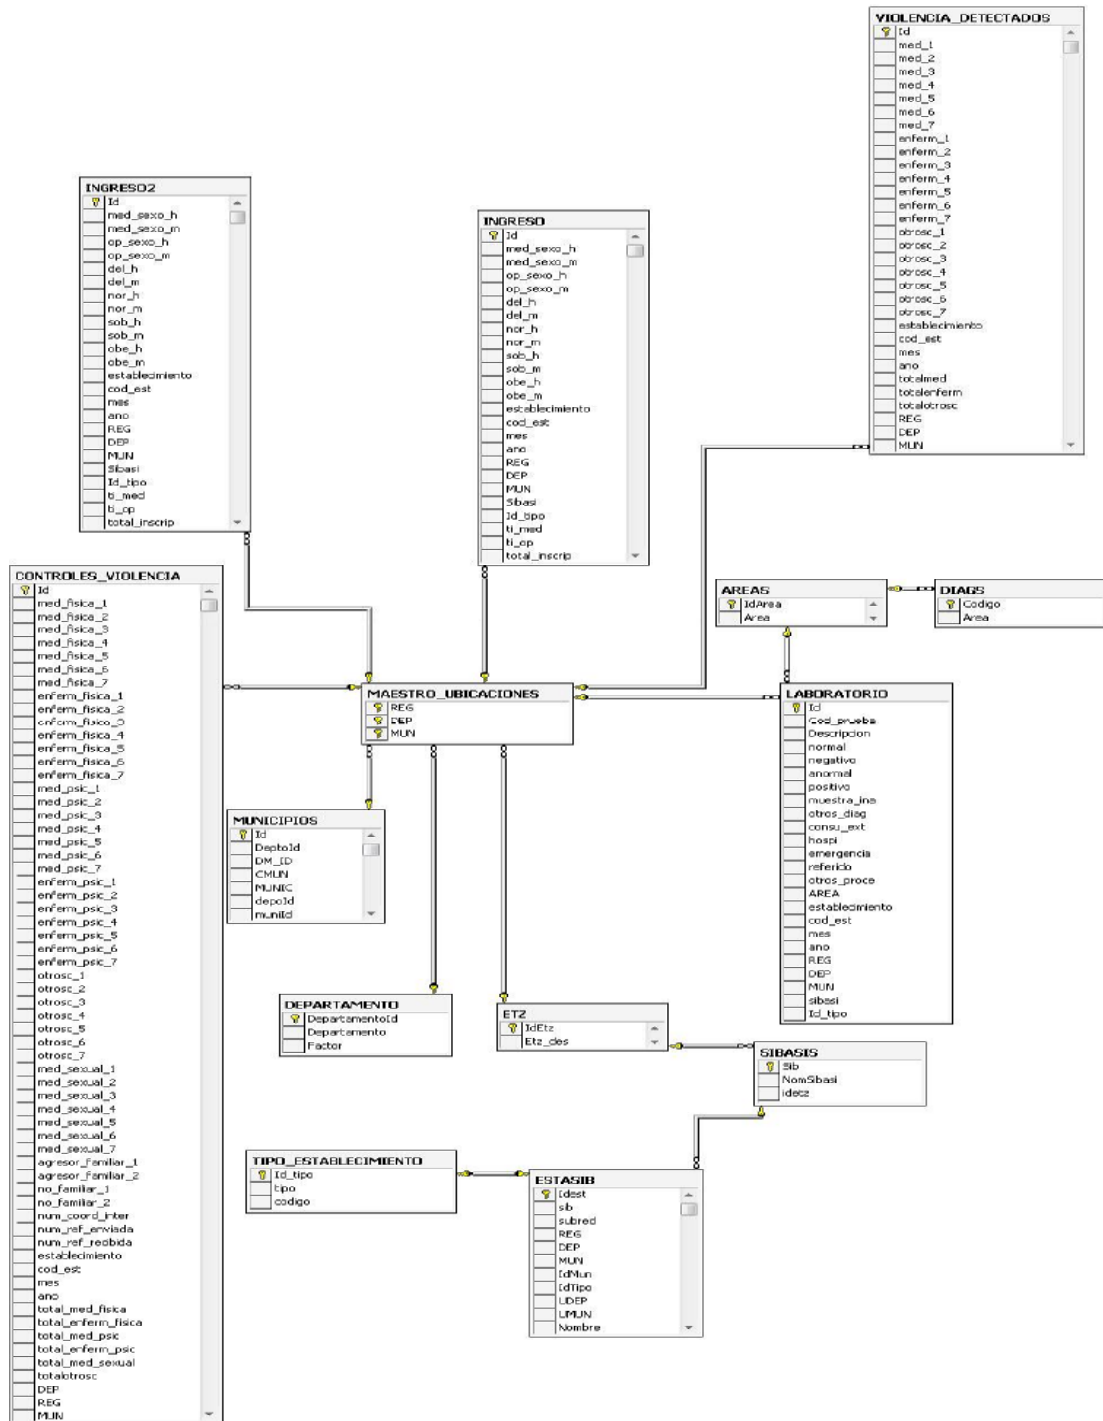 VIOLENCIA_DETECTADOS
Id
med_1
med_2
med_3
med_4
med_5
med_6
med_7
enferm_1
enferm_2
enferm_3
enferm_4
enferm_5
enferm_6
enferm_7
otrosc_1
otrosc_2
otrosc_3
otrosc_4
otrosc_5
otrosc_6
otrosc_7
establecimiento
cod_est
mes
ano
totalmed
totalenferm
totalotrosc
REG
DEP
MUN
INGRESO2
Id
med_sexo_h
med_sexo_m
op_sexo_h
op_sexo_m
del_h
del_m
nor_h
nor_m
sob_h
sob_m
obe_h
obe_m
establecimiento
cod_est
mes
ano
REG
DEP
MUN
Sibasi
Id_tipo
ti_med
ti_op
total_inscrip
INGRESO
Id
med_sexo_h
med_sexo_m
op_sexo_h
op_sexo_m
del_h
del_m
nor_h
nor_m
sob_h
sob_m
obe_h
obe_m
establecimiento
cod_est
mes
ano
REG
DEP
MUN
Sibasi
Id_tipo
ti_med
ti_op
total_inscrip
CONTROLES_VIOLENCIA
Id
med_fisica_1
med_fisica_2
med_fisica_3
med_fisica_4
med_fisica_5
med_fisica_6
med_fisica_7
enferm_fisica_1
enferm_fisica_2
enferm_fisica_3
enferm_fisica_4
enferm_fisica_5
enferm_fisica_6
enferm_fisica_7
med_psic_1
med_psic_2
med_psic_3
med_psic_4
med_psic_5
med_psic_6
med_psic_7
enferm_psic_1
enferm_psic_2
enferm_psic_3
enferm_psic_4
enferm_psic_5
enferm_psic_6
enferm_psic_7
otrosc_1
otrosc_2
otrosc_3
otrosc_4
otrosc_5
otrosc_6
otrosc_7
med_sexual_1
med_sexual_2
med_sexual_3
med_sexual_4
med_sexual_5
med_sexual_6
med_sexual_7
agresor_familiar_1
agresor_familiar_2
no_familiar_1
no_familiar_2
num_coord_inter
num_ref_enviada
num_ref_recibida
establecimiento
cod_est
mes
ano
total_med_fisica
total_enferm_fisica
total_med_psic
total_enferm_psic
total_med_sexual
totalotrosc
DEP
REG
MUN
AREAS
IdArea
Area
DIAGS
Codigo
Area
MAESTRO_UBICACIONES
REG
DEP
MUN
LABORATORIO
Id
Cod_prueba
Descripcion
normal
negativo
anormal
positivo
muestra_ina
otros_diag
consu_ext
hospi
emergencia
referido
otros_proce
AREA
establecimiento
cod_est
mes
ano
REG
DEP
MUN
sibasi
Id_tipo
MUNICIPIOS
Id
DeptoId
DM_ID
CMUN
MUNIC
depoId
muniId
DEPARTAMENTO
DepartamentoId
Departamento
Factor
ETZ
IdEtz
Etz_des
SIBASIS
Sib
NomSibasi
idetz
TIPO_ESTABLECIMIENTO
Id_tipo
tipo
codigo
ESTASIB
Idest
sib
subred
REG
DEP
MUN
IdMun
IdTipo
UDEP
UMUN
Nombre